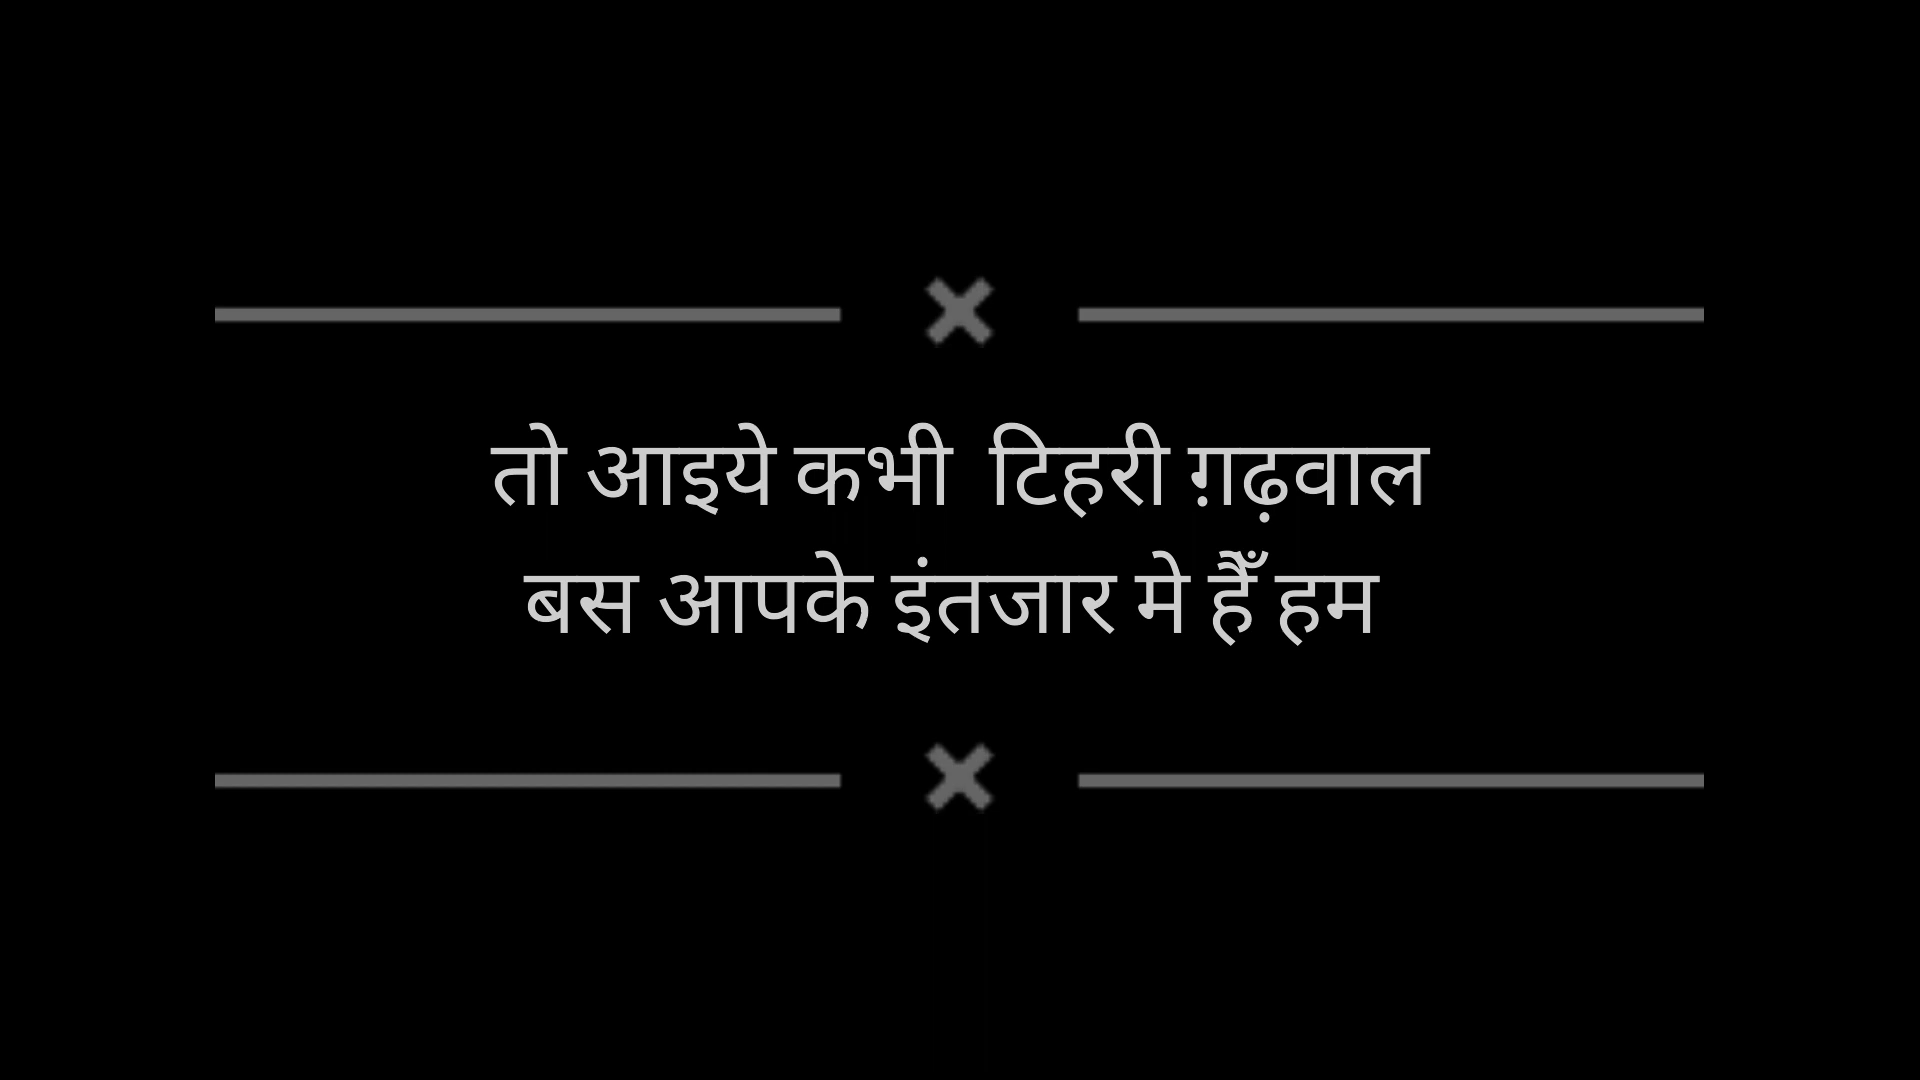 तो आइये कभी  टिहरी ग़ढ़वाल
बस आपके इंतजार मे हैँ हम